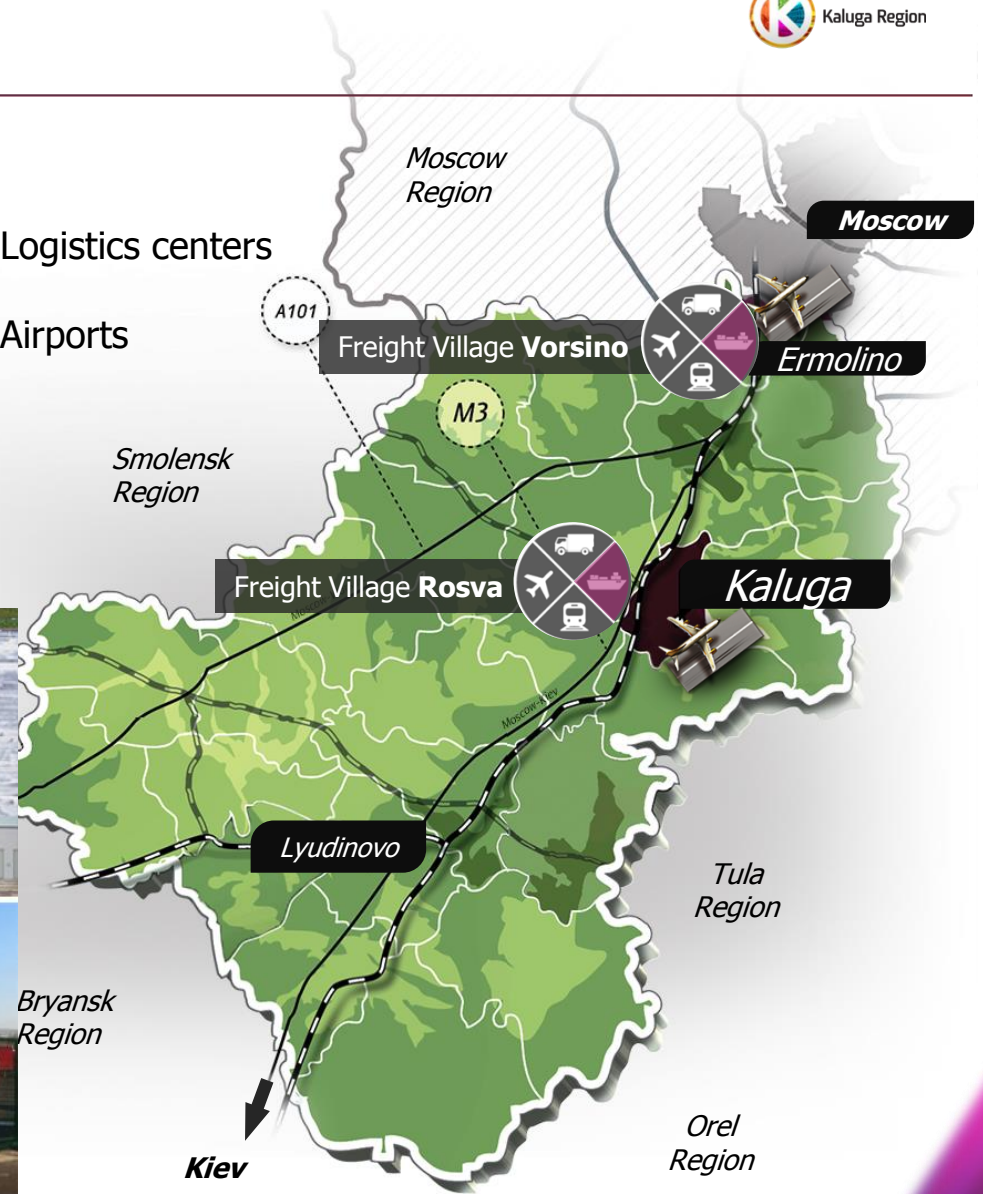 Kaluga Region
Moscow
Region
Moscow
Logistics centers
A101
Airports
Freight Village Vorsino
Ermolino
M3
Smolensk
Region
Freight Village Rosva
Kaluga
Moscow-Kiev
Lyudinovo
Tula
Region
Bryansk
Region
Orel
Region
Kiev